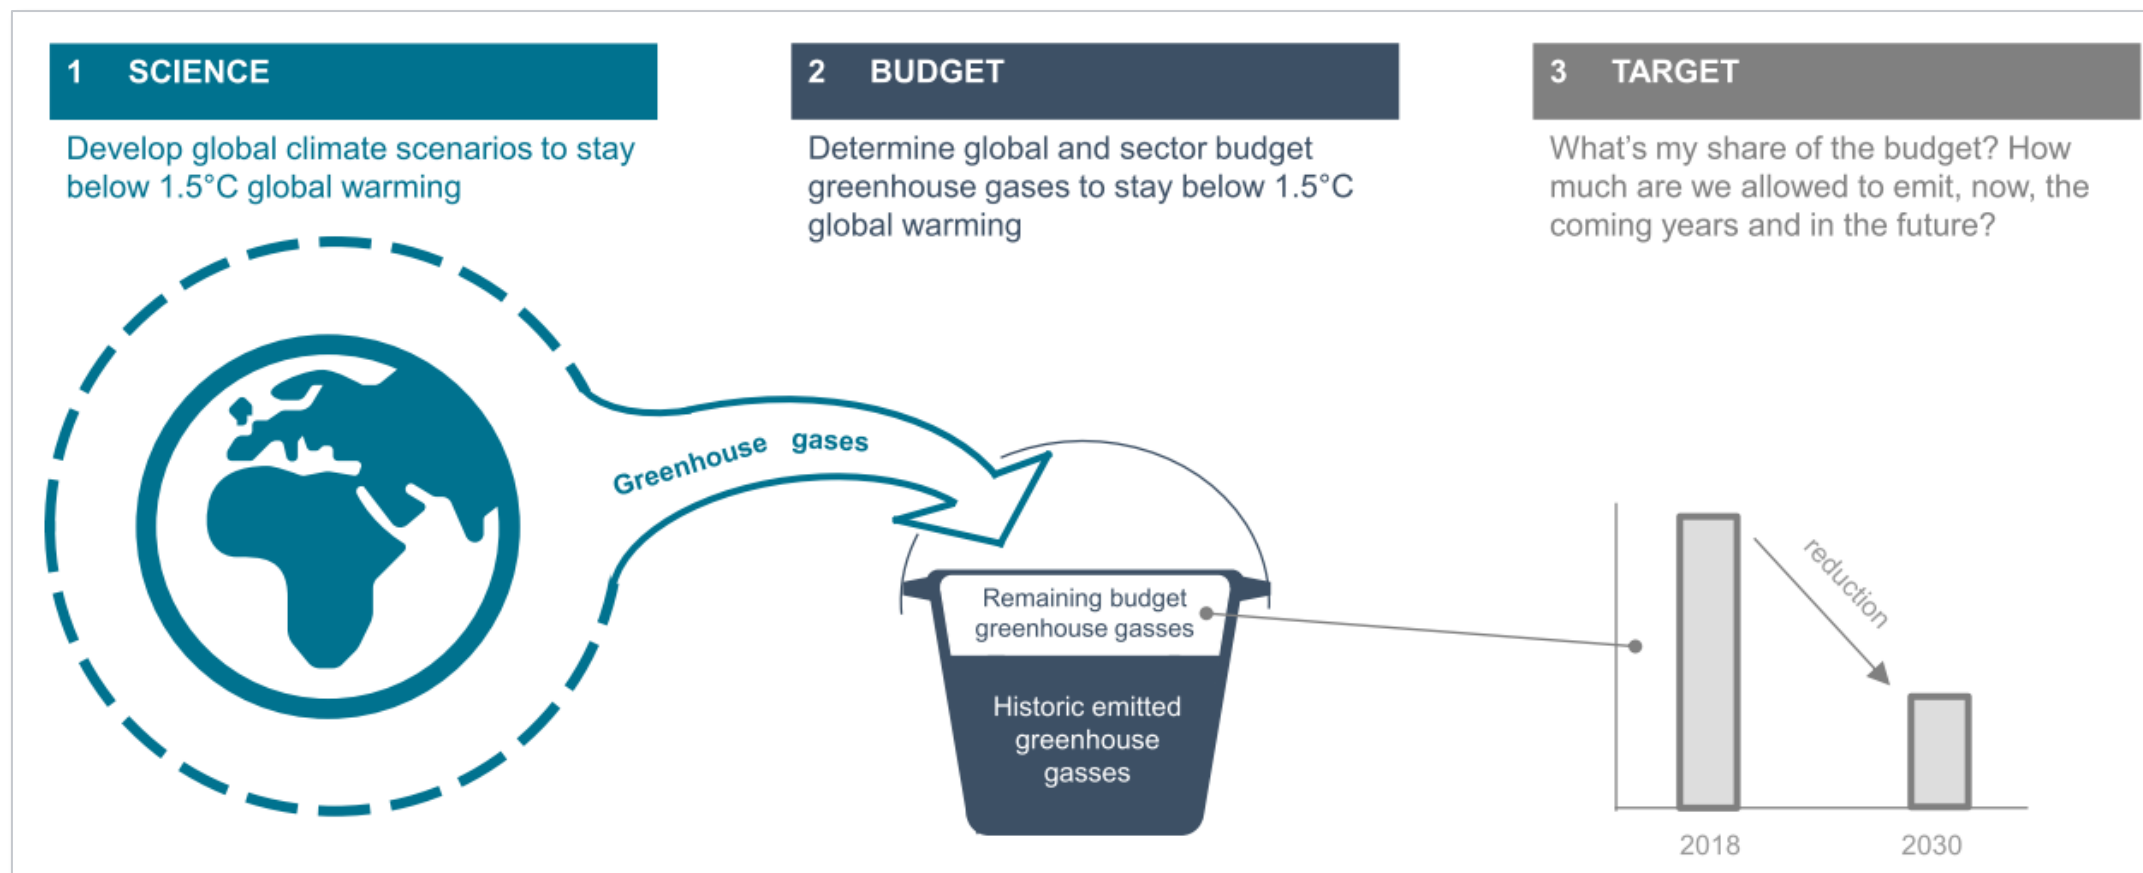 1 SCIENCE
Develop global climate scenarios to stay
below 1.5°C global warming
2 BUDGET
Determine global and sector budget
greenhouse gases to stay below 1.5°C
global warming
3 TARGET
What's my share of the budget? How
much are we allowed to emit, now, the
coming years and in the future?
Greenhouse gases
Remaining budget
greenhouse gasses
Historic emitted
greenhouse
gasses
reduction
2018
2030